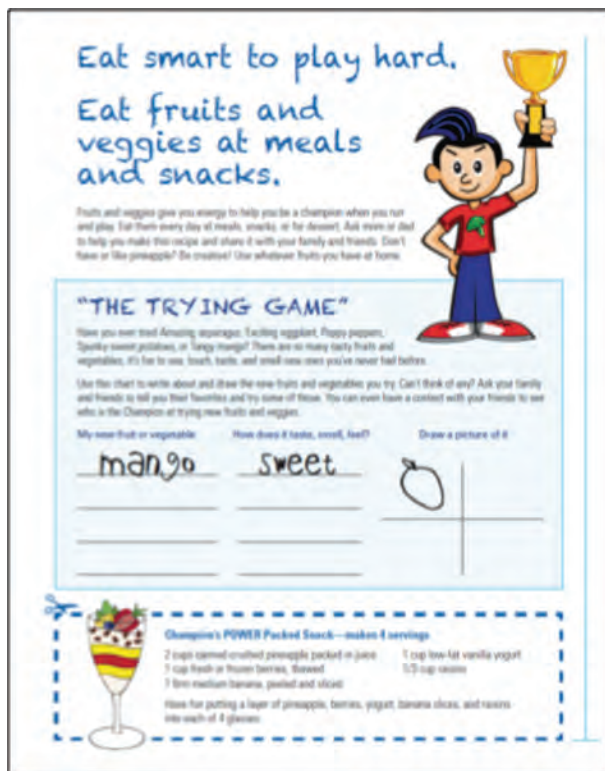 Eat smart to play hard.
Eat fruits and
veggies at meals
and snacks.
Fruits and veggies give you energy to help you be a champion when you run
and play. Eat them every day at meals, snacks, or for dessert. Ask mom or dad
to help you make this recipe and share it with your family and friends. Don't
have or like pineapple? Be creative! Use whatever fruits you have at home.
"THE TRYING GAME"
Have you ever tried Amazing asparagus, Exciting eggplant, Peppy peppers,
Spunky sweet potatoes, or Tangy mango? There are so many tasty fruits and
vegetables, it's fun to see, touch, taste, and smell new ones you've never had before.
Use this chart to write about and draw the new fruits and vegetables you try. Can't think of any? Ask your family
and friends to tell you their favorites and try some of those. You can even have a contest with your friends to see
who is the Champion at trying new fruits and veggies.
My new fruit or vegetable How does it taste, smell, feel? Draw a picture of it
mango sweet
Champion's POWER Packed Snack—makes 4 servings
2 cups canned crushed pineapple packed in juice 1 cup low-fat vanilla yogurt
1 cup fresh or frozen berries, thawed 1/3 cup raisins
1 firm medium banana, peeled and sliced
Have fun putting a layer of pineapple, berries, yogurt, banana slices, and raisins
into each of 4 glasses.